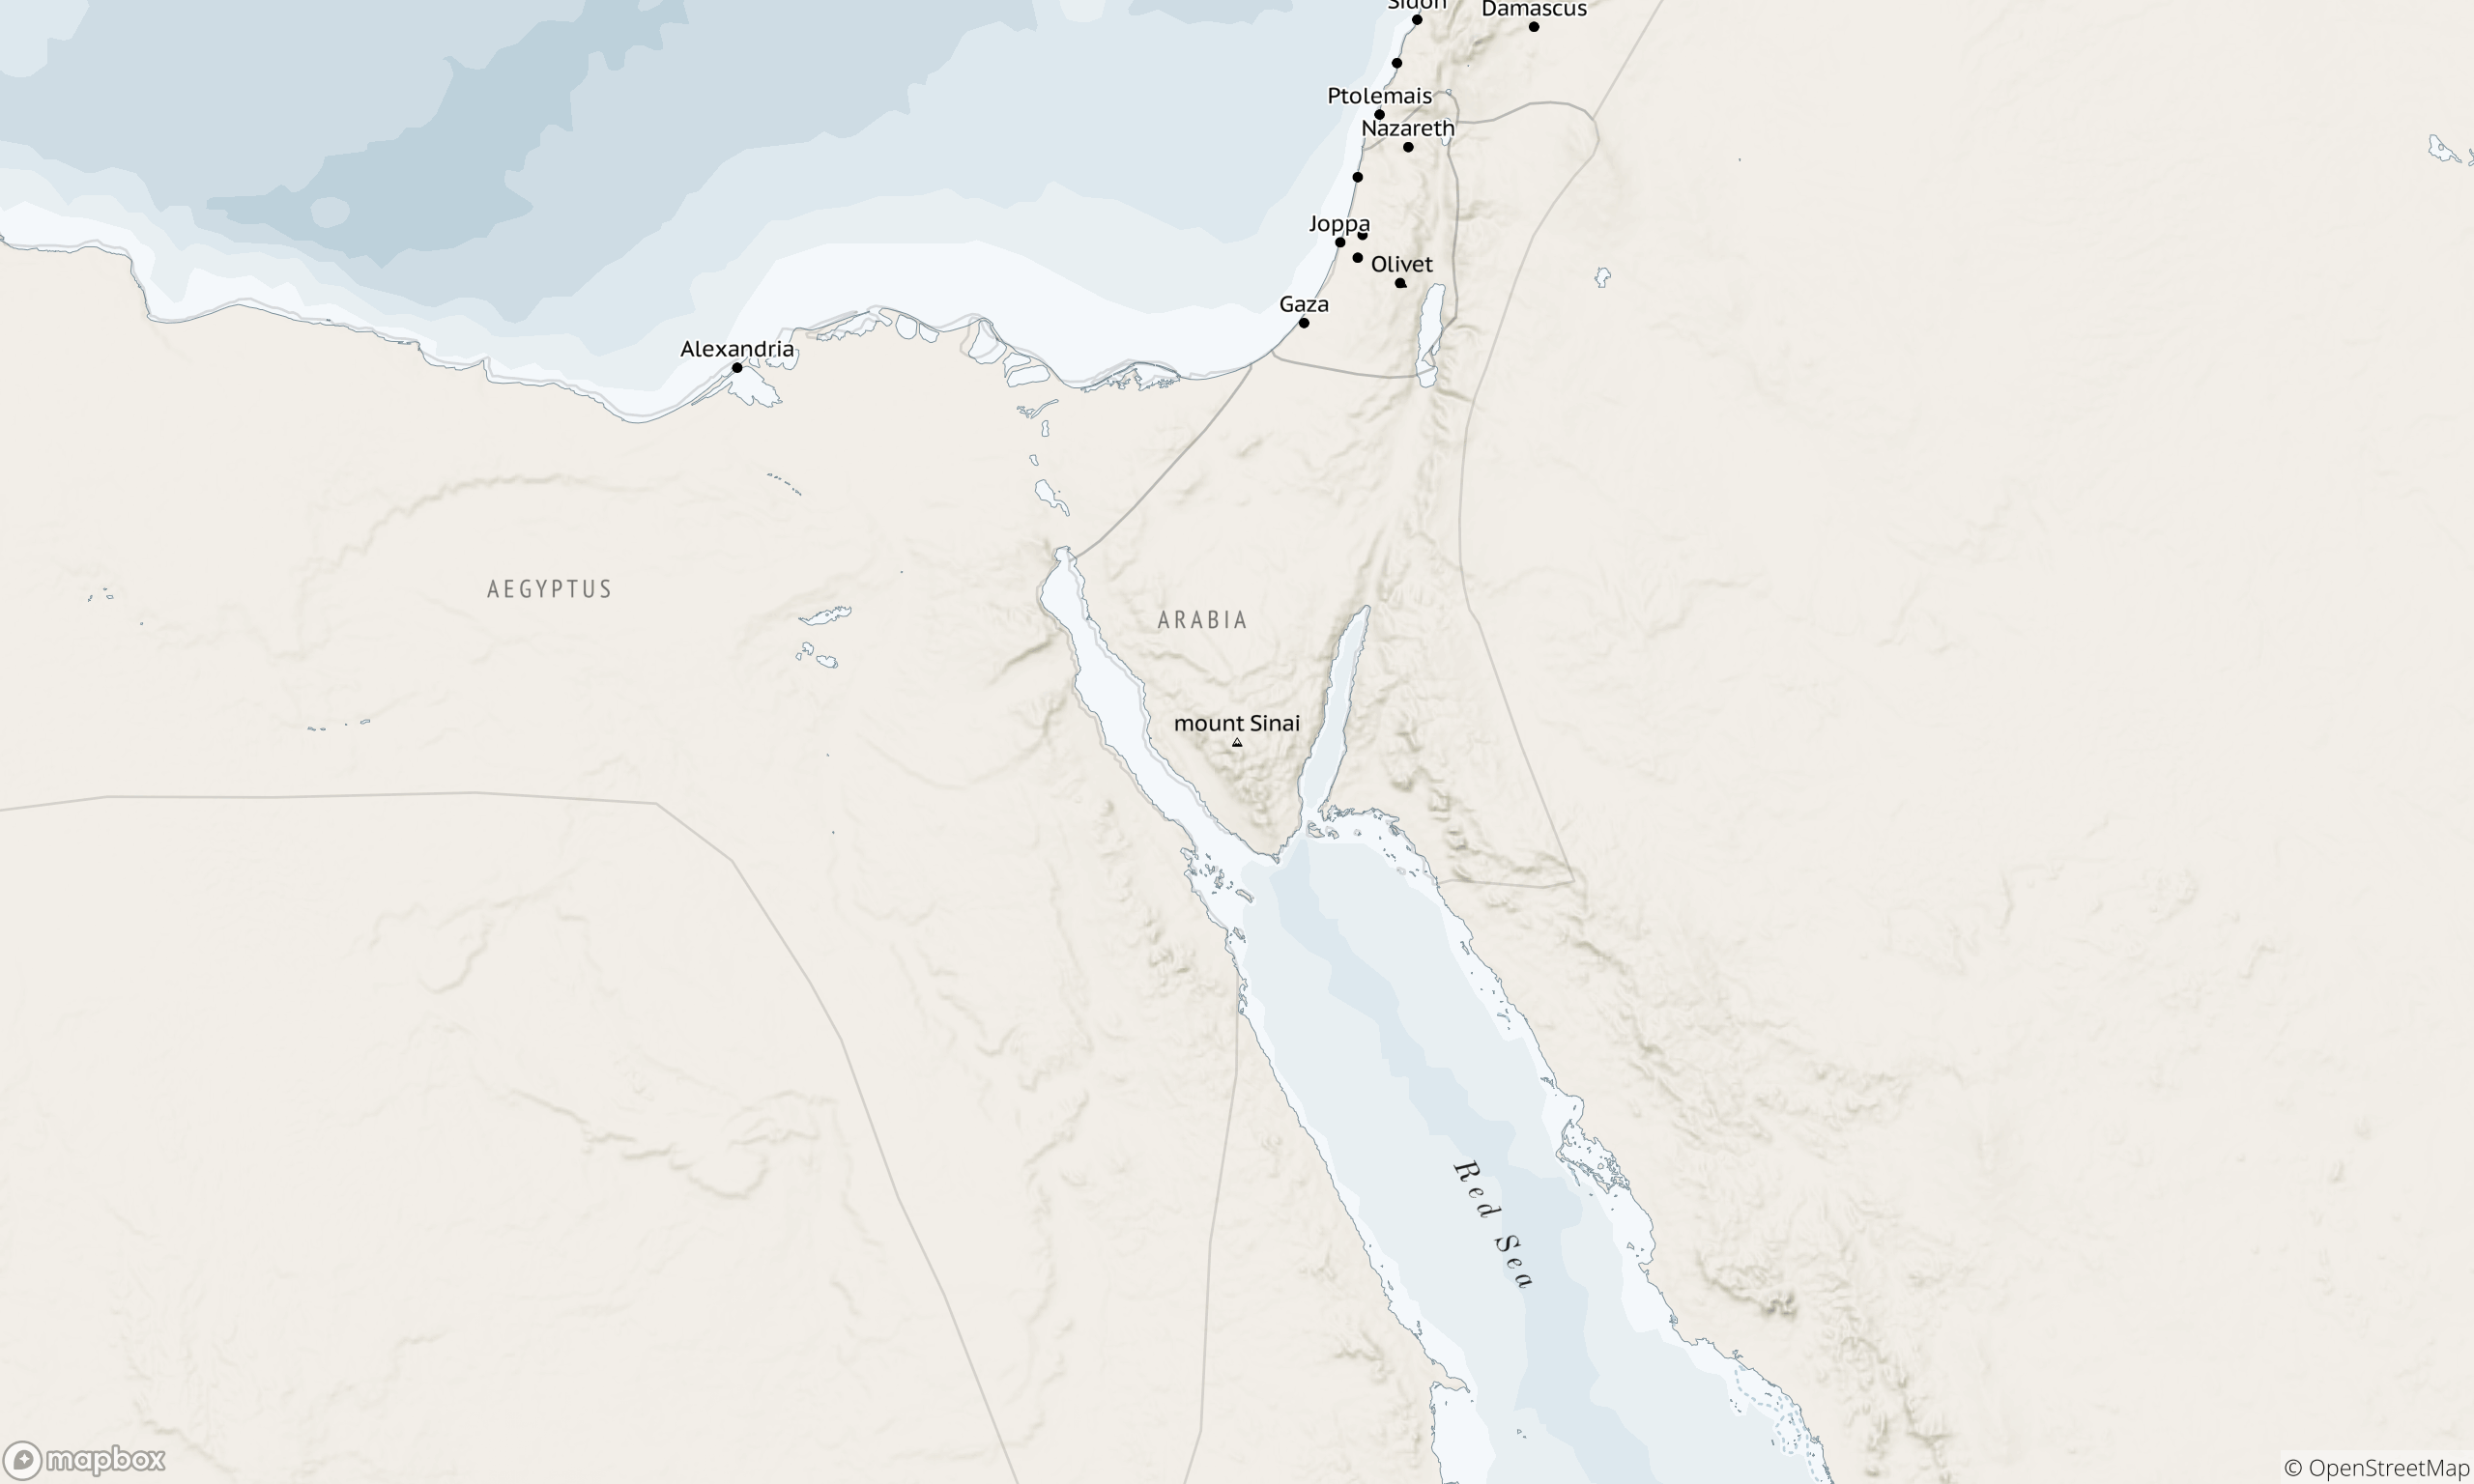 Sidon
Damascus
Ptolemais
Nazareth
Joppa
Olivet
Gaza
Alexandria
AEGYPTUS
ARABIA
mount Sinai
Red Sea
mapbox
© OpenStreetMap